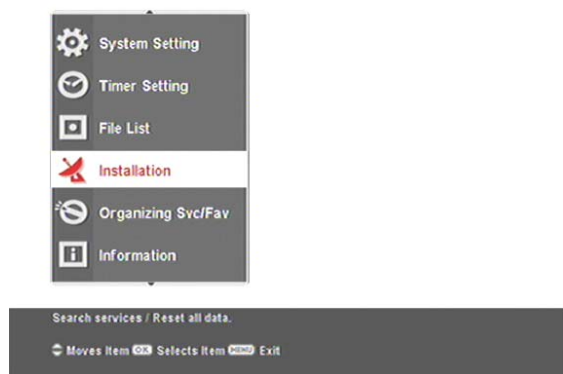 System Setting
Timer Setting
File List
Installation
Organizing Svc/Fav
Information
Search services / Reset all data.
Moves Item OK Selects Item MENU Exit